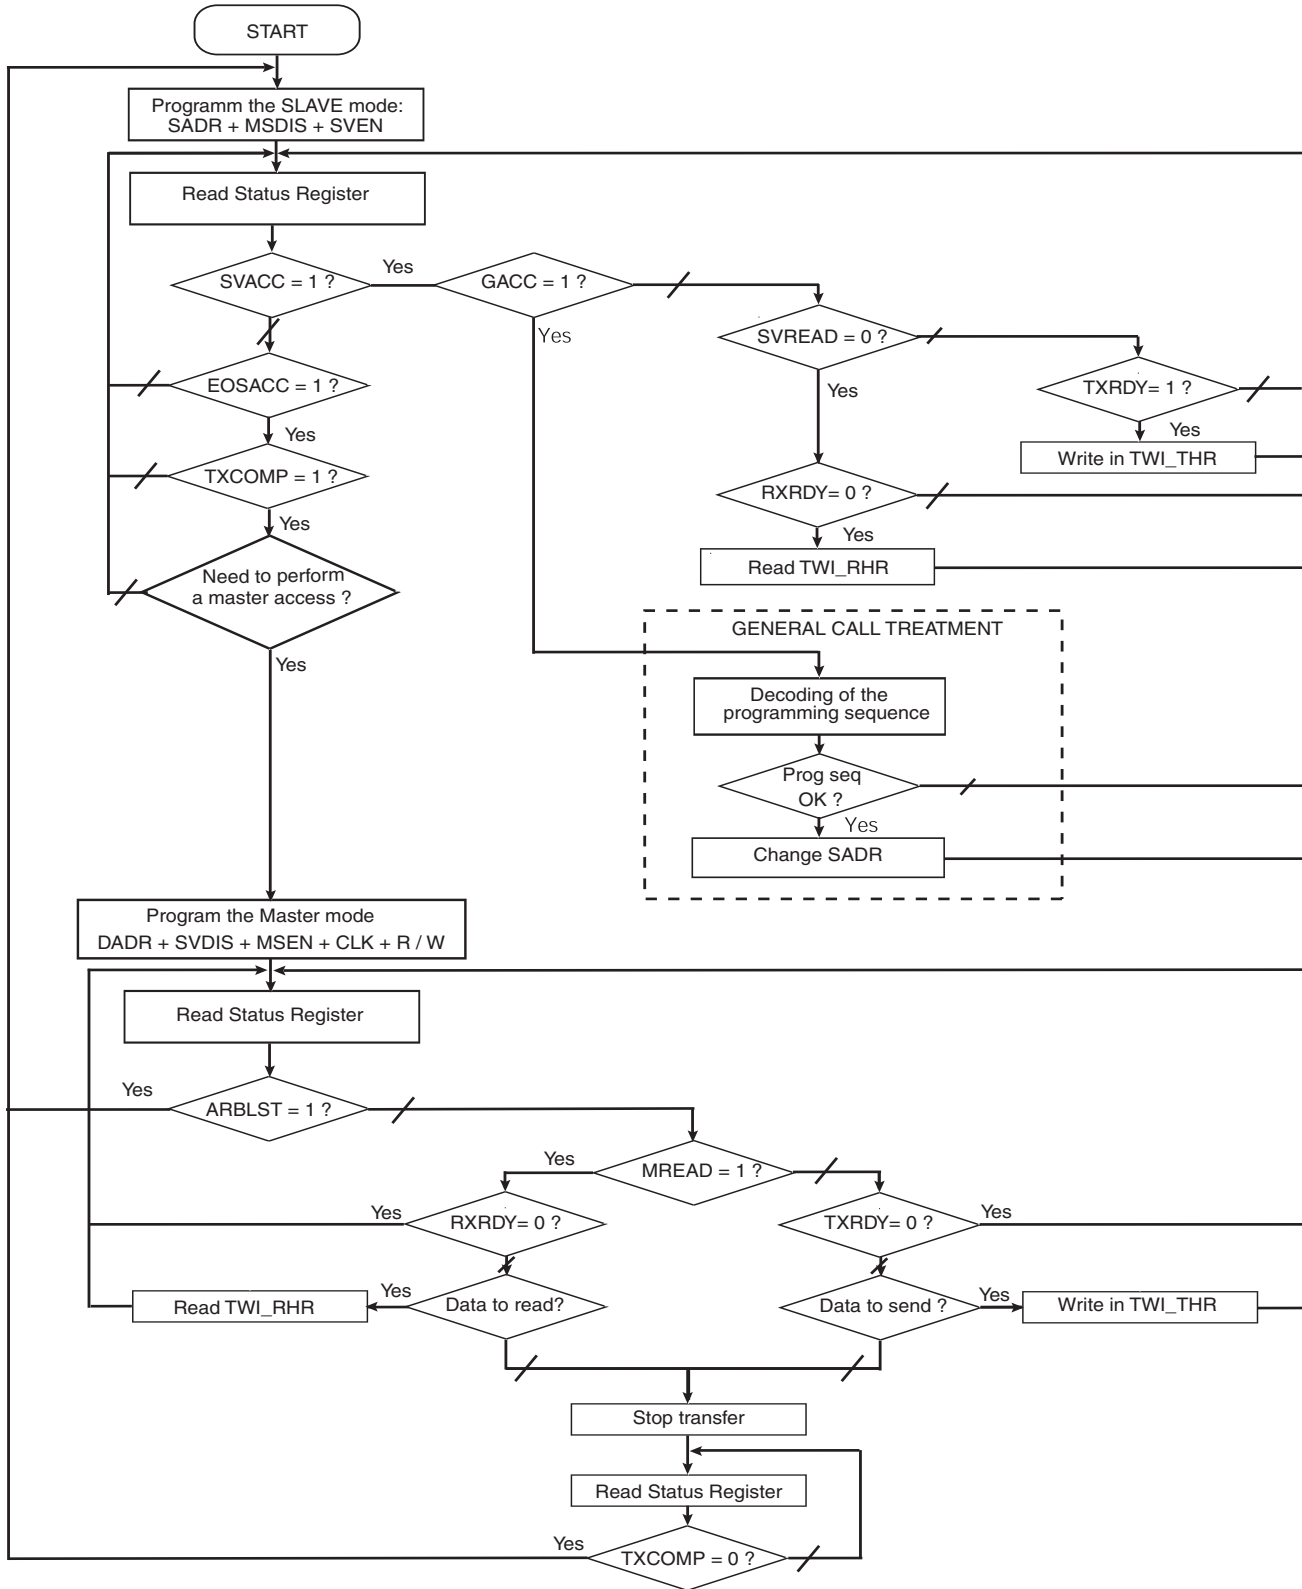 START
Programm the SLAVE mode:
SADR + MSDIS + SVEN
Read Status Register
SVACC = 1 ?
Yes
GACC = 1 ?
Yes
SVREAD = 0 ?
Yes
TXRDY= 1 ?
Yes
Write in TWI_THR
EOSACC = 1 ?
Yes
TXCOMP = 1 ?
Yes
RXRDY= 0 ?
Yes
Read TWI_RHR
Need to perform
a master access ?
Yes
GENERAL CALL TREATMENT
Decoding of the
programming sequence
Prog seq
OK ?
Yes
Change SADR
Program the Master mode
DADR + SVDIS + MSEN + CLK + R / W
Read Status Register
Yes
ARBLST = 1 ?
Yes
MREAD = 1 ?
Yes
RXRDY= 0 ?
TXRDY= 0 ?
Yes
Read TWI_RHR
Yes
Data to read?
Data to send ?
Yes
Write in TWI_THR
Stop transfer
Read Status Register
Yes
TXCOMP = 0 ?